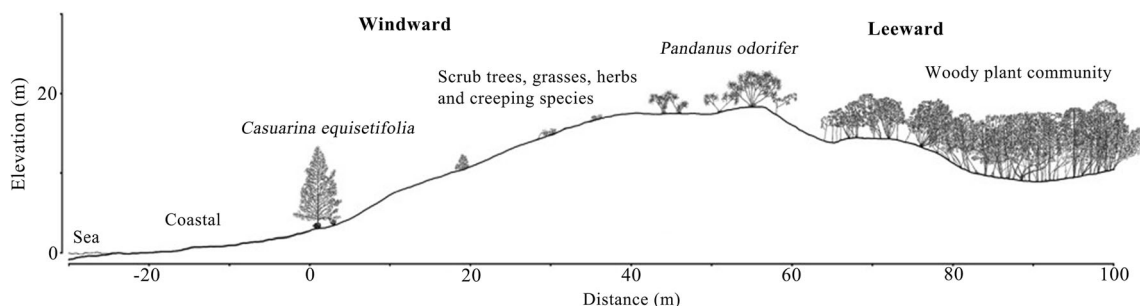 Windward
Leeward
Pandanus odorifer
Scrub trees, grasses, herbs
and creeping species
Woody plant community
Casuarina equisetifolia
Coastal
Sea
Elevation (m)
20
0
-20
0
20
40
60
80
100
Distance (m)